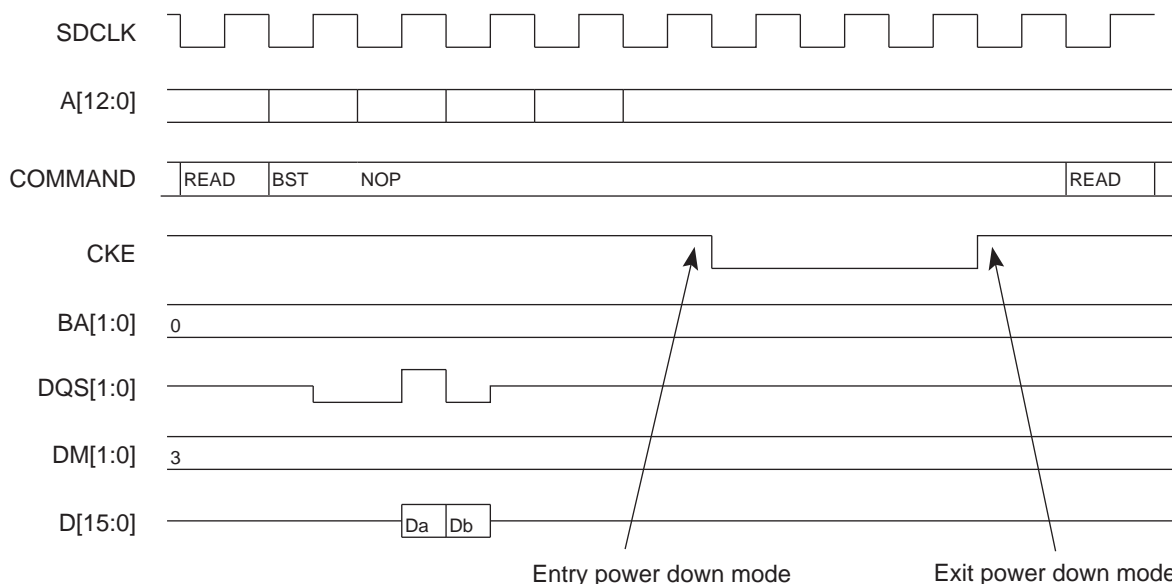 SDCLK
A[12:0]
COMMAND READ BST NOP READ
CKE
BA[1:0] 0
DQS[1:0]
DM[1:0] 3
D[15:0] Da Db
Entry power down mode Exit power down mode